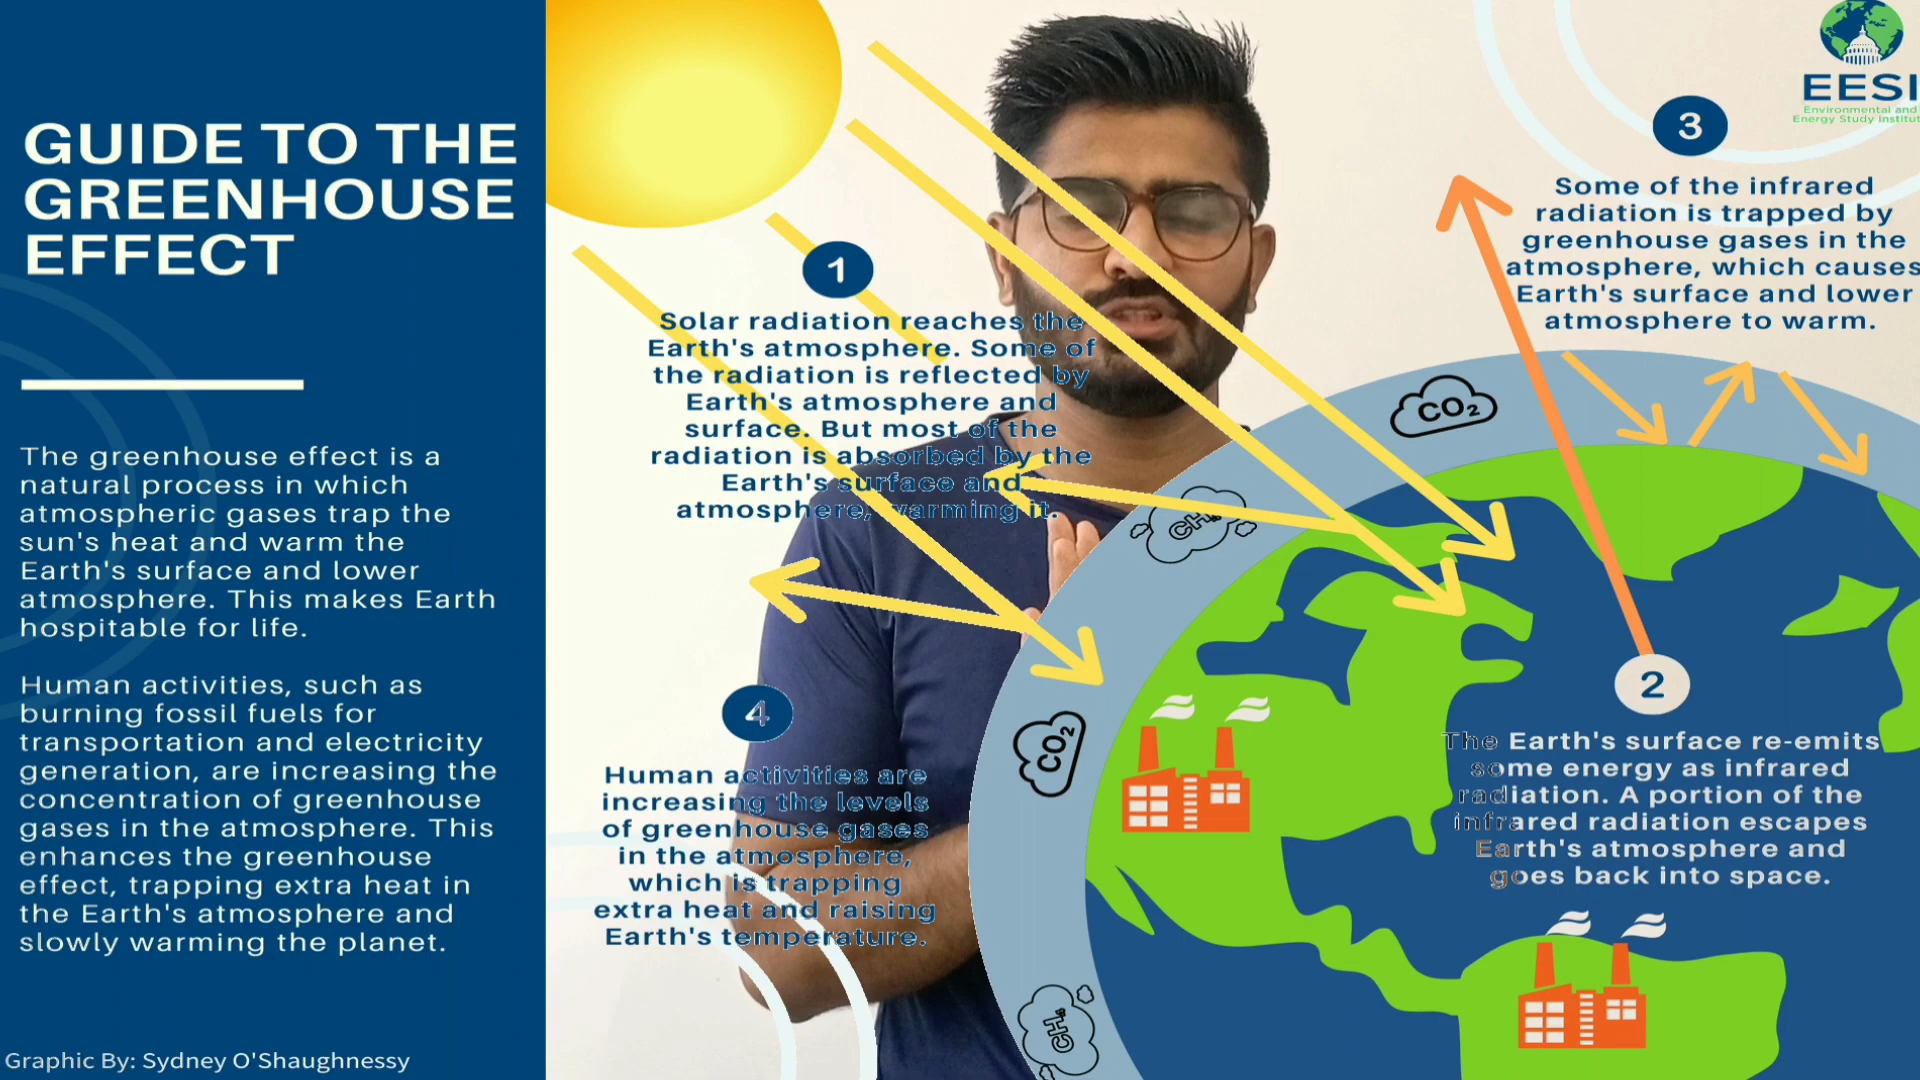 GUIDE TO THE
GREENHOUSE
EFFECT
The greenhouse effect is a
natural process in which
atmospheric gases trap the
sun's heat and warm the
Earth's surface and lower
atmosphere. This makes Earth
hospitable for life.
Human activities, such as
burning fossil fuels for
transportation and electricity
generation, are increasing the
concentration of greenhouse
gases in the atmosphere. This
enhances the greenhouse
effect, trapping extra heat in
the Earth's atmosphere and
slowly warming the planet.
Graphic By: Sydney O'Shaughnessy
1
Solar radiation reaches the
Earth's atmosphere. Some of
the radiation is reflected by
Earth's atmosphere and
surface. But most of the
radiation is absorbed by the
Earth's surface and
atmosphere, warming it.
4
Human activities are
increasing the levels
of greenhouse gases
in the atmosphere,
which is trapping
extra heat and raising
Earth's temperature.
EESI
Environmental and
Energy Study Institut
3
Some of the infrared
radiation is trapped by
greenhouse gases in the
atmosphere, which causes
Earth's surface and lower
atmosphere to warm.
CO₂
CH₄
CO₂
CH₄
2
The Earth's surface re-emits
some energy as infrared
radiation. A portion of the
infrared radiation escapes
Earth's atmosphere and
goes back into space.